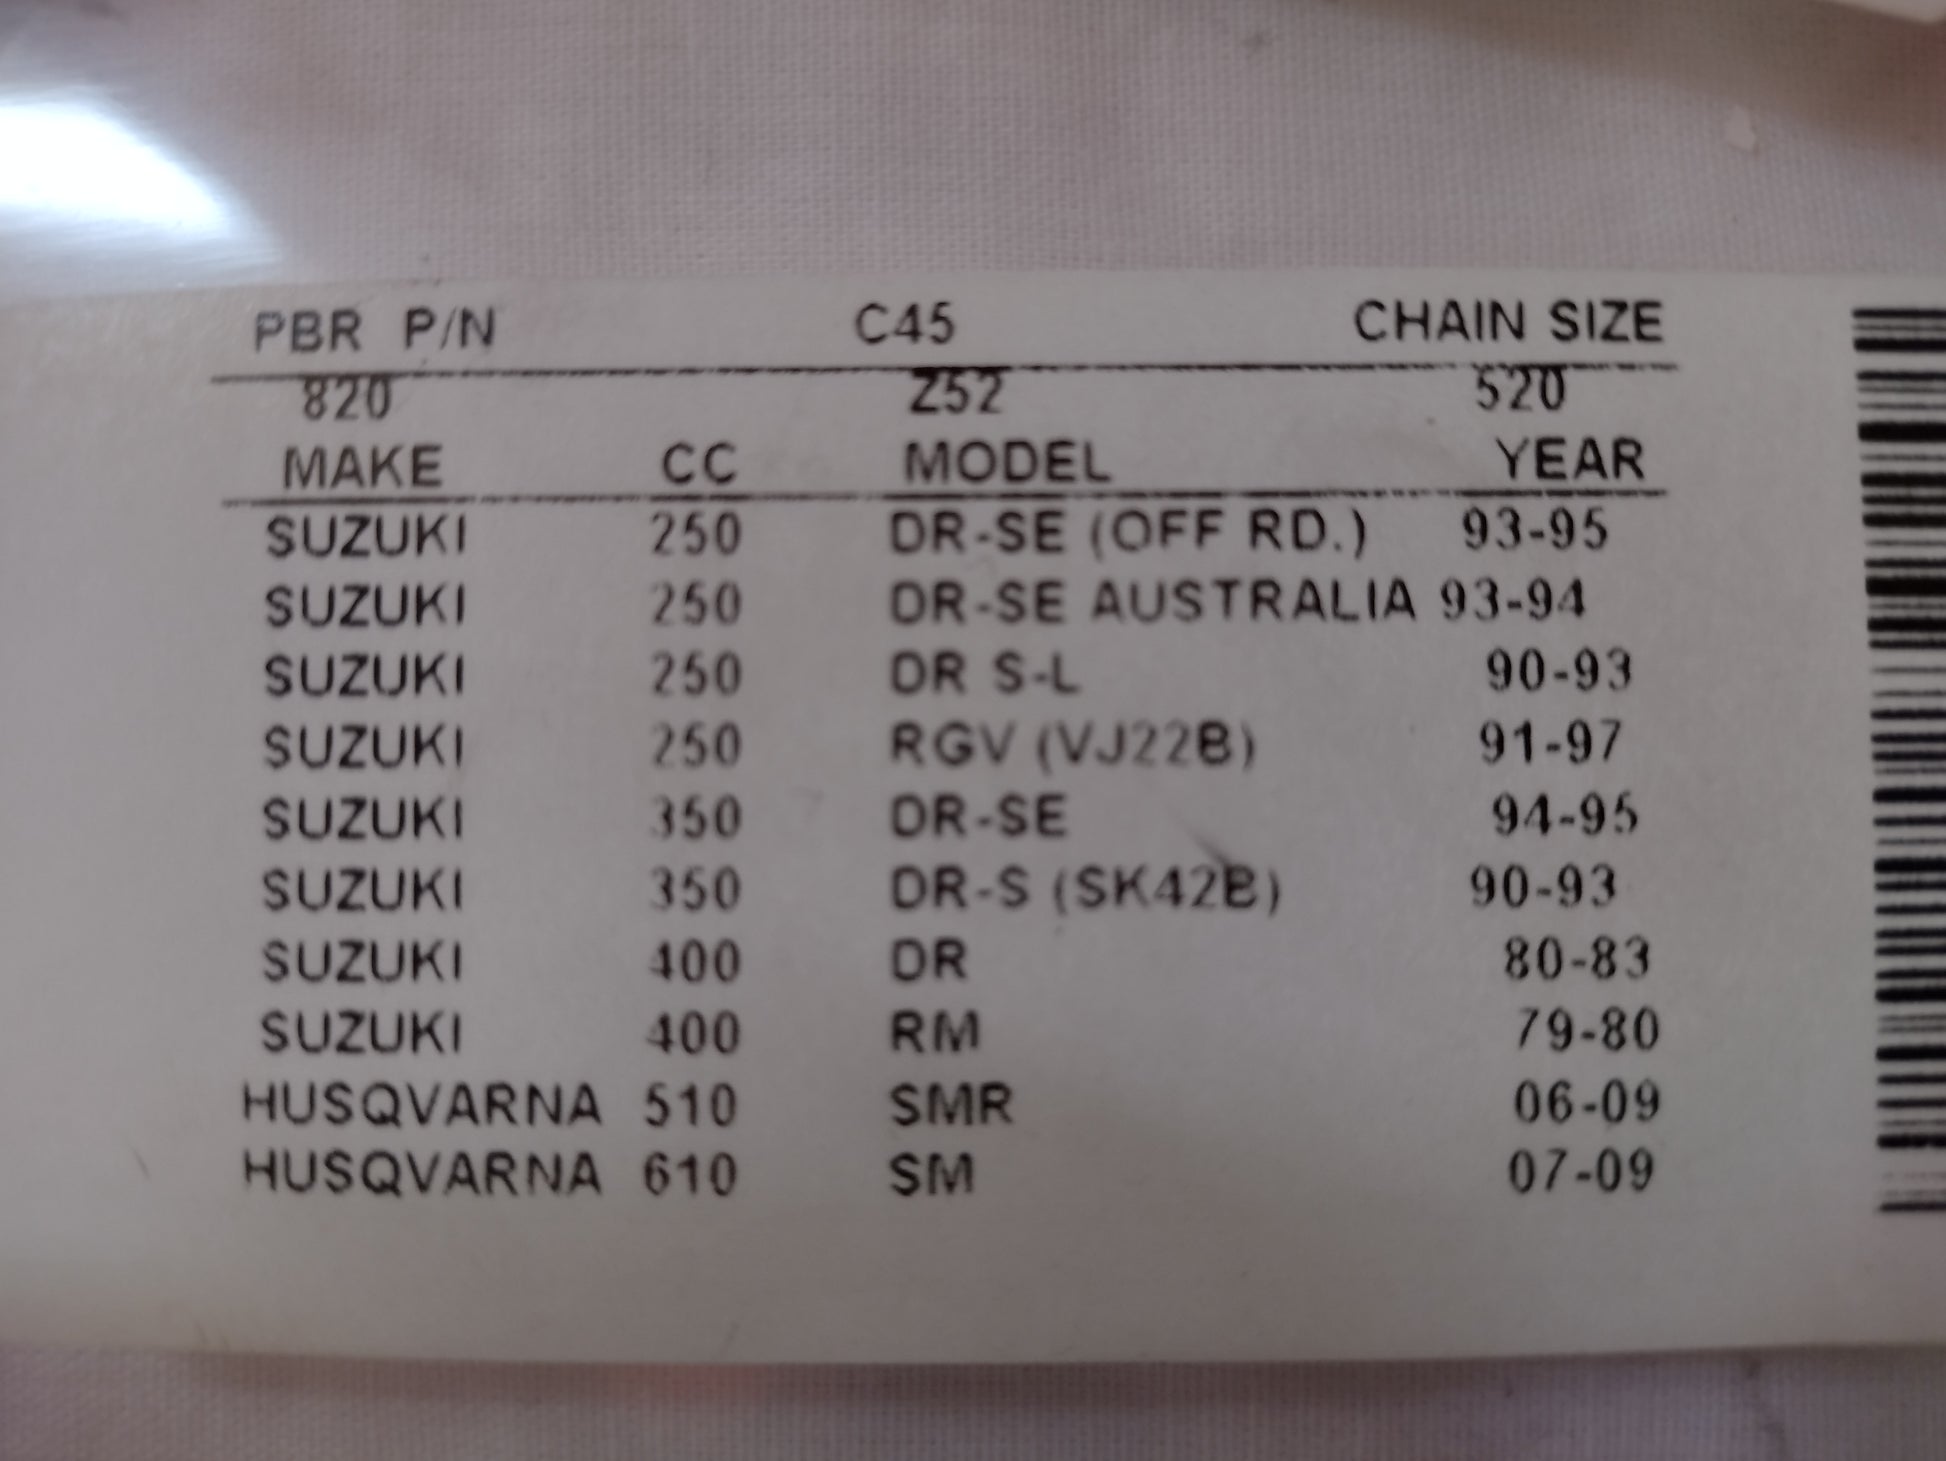 PBR P/N C45 CHAIN SIZE
820 Z52 520
MAKE CC MODEL YEAR
SUZUKI 250 DR-SE (OFF RD.) 93-95
SUZUKI 250 DR-SE AUSTRALIA 93-94
SUZUKI 250 DR S-L 90-93
SUZUKI 250 RGV (VJ22B) 91-97
SUZUKI 350 DR-SE 94-95
SUZUKI 350 DR-S (SK42B) 90-93
SUZUKI 400 DR 80-83
SUZUKI 400 RM 79-80
HUSQVARNA 510 SMR 06-09
HUSQVARNA 610 SM 07-09